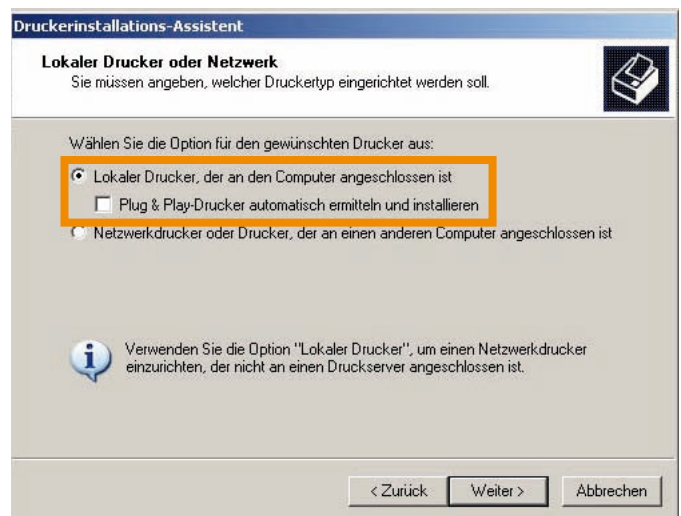 Druckerinstallations-Assistent
Lokaler Drucker oder Netzwerk
Sie müssen angeben, welcher Druckertyp eingerichtet werden soll.
Wählen Sie die Option für den gewünschten Drucker aus:
Lokaler Drucker, der an den Computer angeschlossen ist
Plug & Play-Drucker automatisch ermitteln und installieren
Netzwerkdrucker oder Drucker, der an einen anderen Computer angeschlossen ist
Verwenden Sie die Option "Lokaler Drucker", um einen Netzwerkdrucker
einzurichten, der nicht an einen Druckserver angeschlossen ist.
< Zurück Weiter > Abbrechen